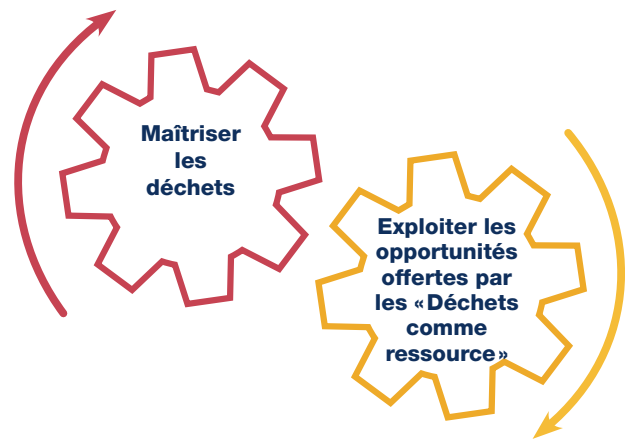 Maîtriser
les
déchets
Exploiter les
opportunités
offertes par
les «Déchets
comme
ressource»